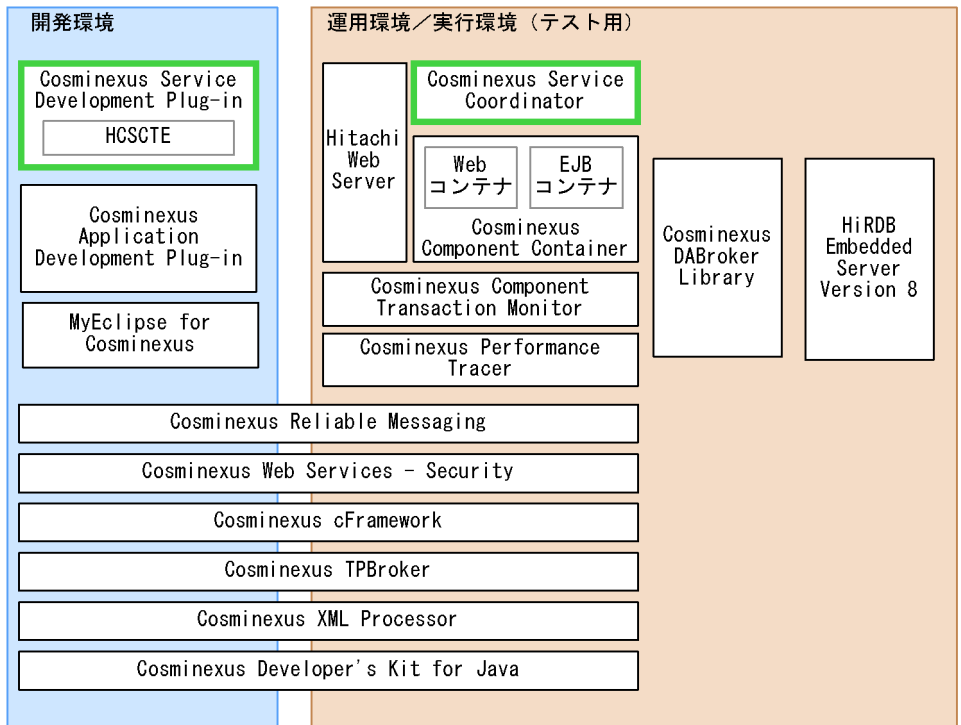 開発環境
Cosminexus Service
Development Plug-in
HCSCTE
Cosminexus
Application
Development Plug-in
MyEclipse for
Cosminexus
運用環境／実行環境（テスト用）
Hitachi
Web
Server
Cosminexus Service
Coordinator
Web
コンテナ
EJB
コンテナ
Cosminexus
Component Container
Cosminexus Component
Transaction Monitor
Cosminexus Performance
Tracer
Cosminexus
DABroker
Library
HiRDB
Embedded
Server
Version 8
Cosminexus Reliable Messaging
Cosminexus Web Services － Security
Cosminexus cFramework
Cosminexus TPBroker
Cosminexus XML Processor
Cosminexus Developer's Kit for Java